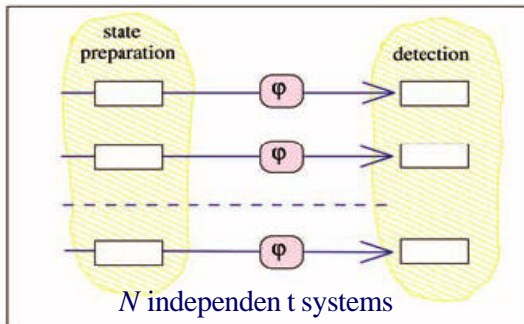 state
preparation
detection
φ
φ
φ
N independen t systems